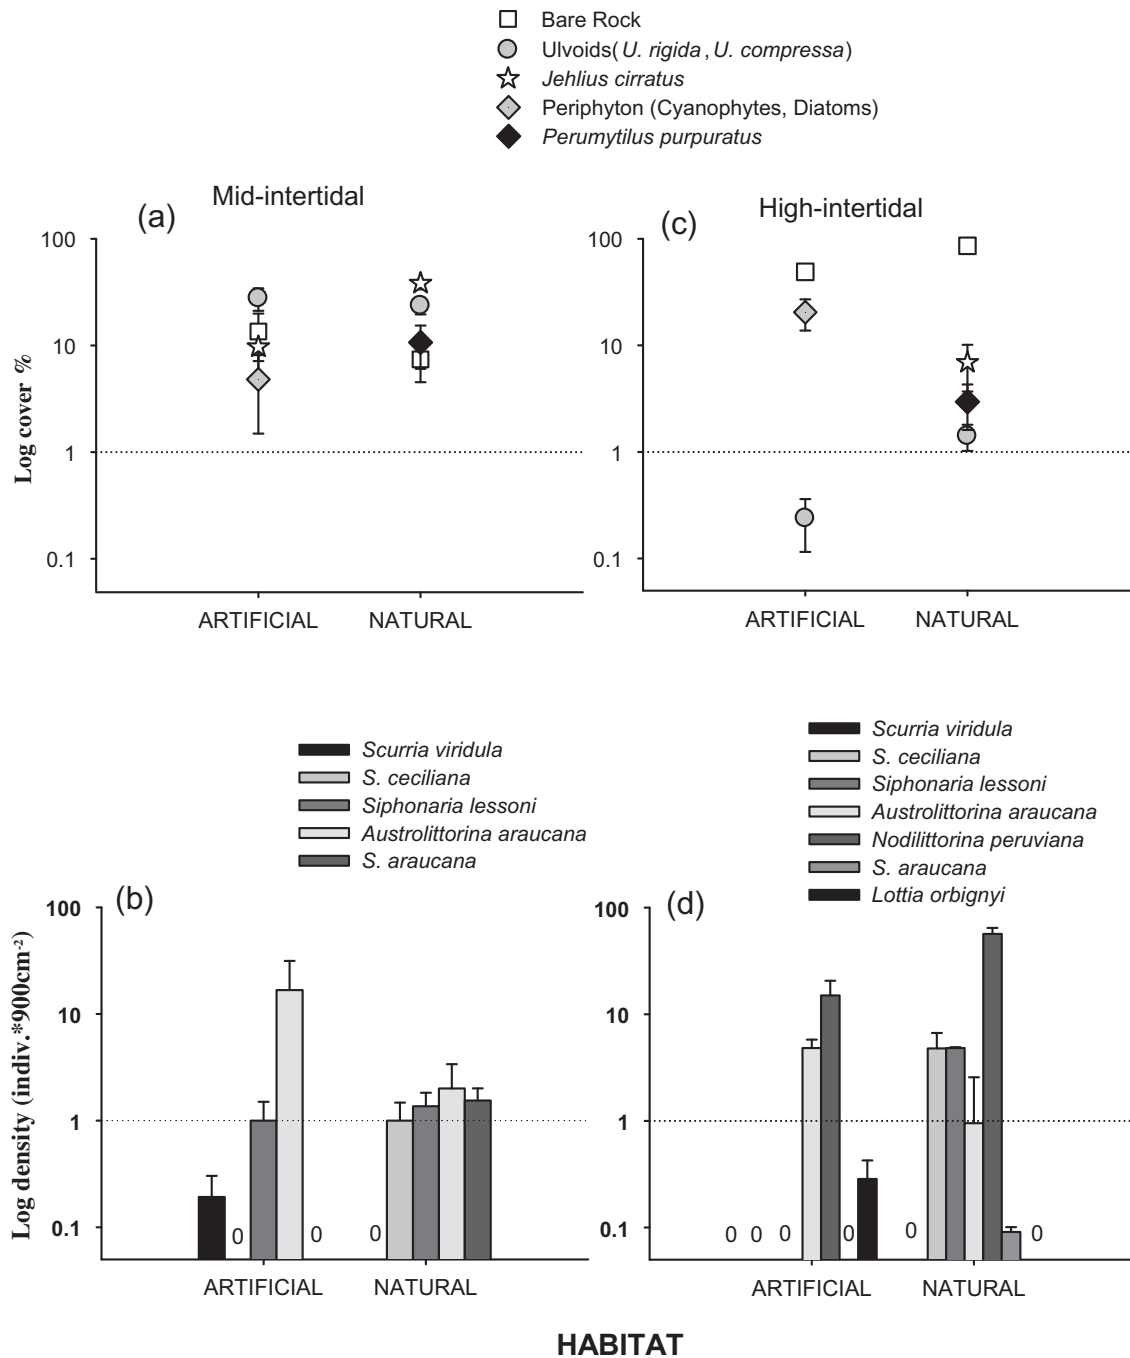 Bare Rock
Ulvoids(U. rigida, U. compressa)
Jehlius cirratus
Periphyton (Cyanophytes, Diatoms)
Perumytilus purpuratus
(a) Mid-intertidal
(c) High-intertidal
Log cover %
100
10
1
0.1
ARTIFICIAL NATURAL
100
10
1
0.1
ARTIFICIAL NATURAL
Scurria viridula
S. ceciliana
Siphonaria lessoni
Austrolittorina araucana
S. araucana
Scurria viridula
S. ceciliana
Siphonaria lessoni
Austrolittorina araucana
Nodilittorina peruviana
S. araucana
Lottia orbignyi
(b)
Log density (indiv.*900cm⁻²)
100
10
1
0.1
0 0 0
ARTIFICIAL NATURAL
(d)
100
10
1
0.1
0 0 0 0 0 0
ARTIFICIAL NATURAL
HABITAT